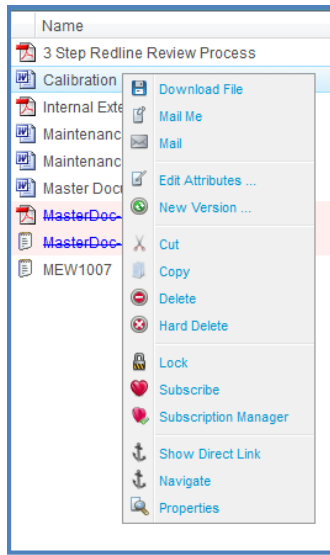 Name
3 Step Redline Review Process
Calibration
Internal Exte
Maintenanc
Maintenanc
Master Docu
MasterDoc-
MasterDoc-
MEW1007
Download File
Mail Me
Mail
Edit Attributes ...
New Version ...
Cut
Copy
Delete
Hard Delete
Lock
Subscribe
Subscription Manager
Show Direct Link
Navigate
Properties